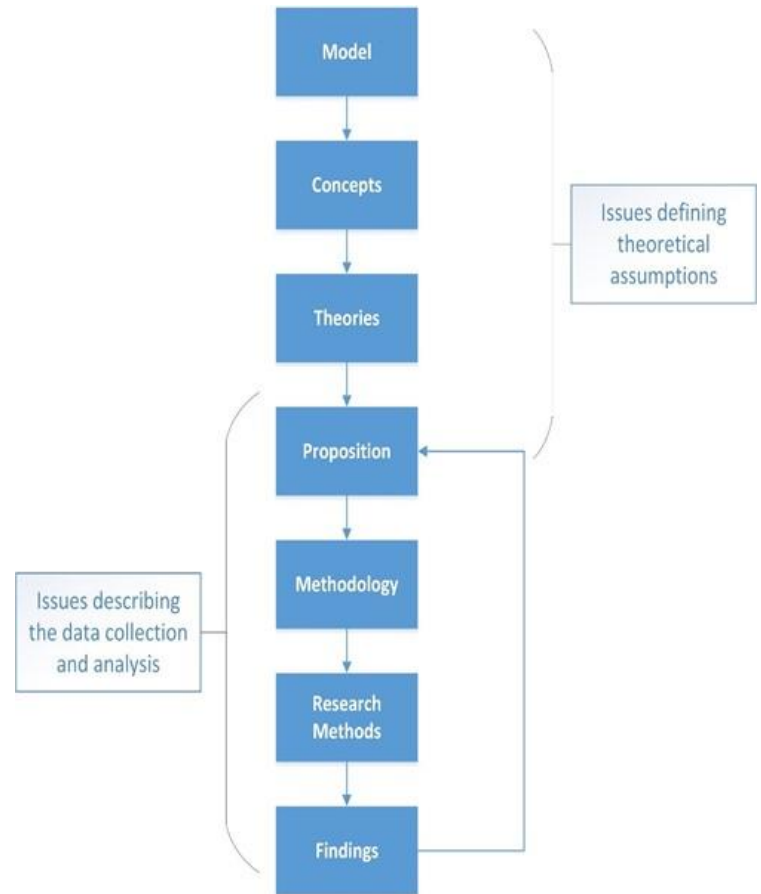 Model
Concepts
Issues defining
theoretical
assumptions
Theories
Proposition
Methodology
Issues describing
the data collection
and analysis
Research
Methods
Findings